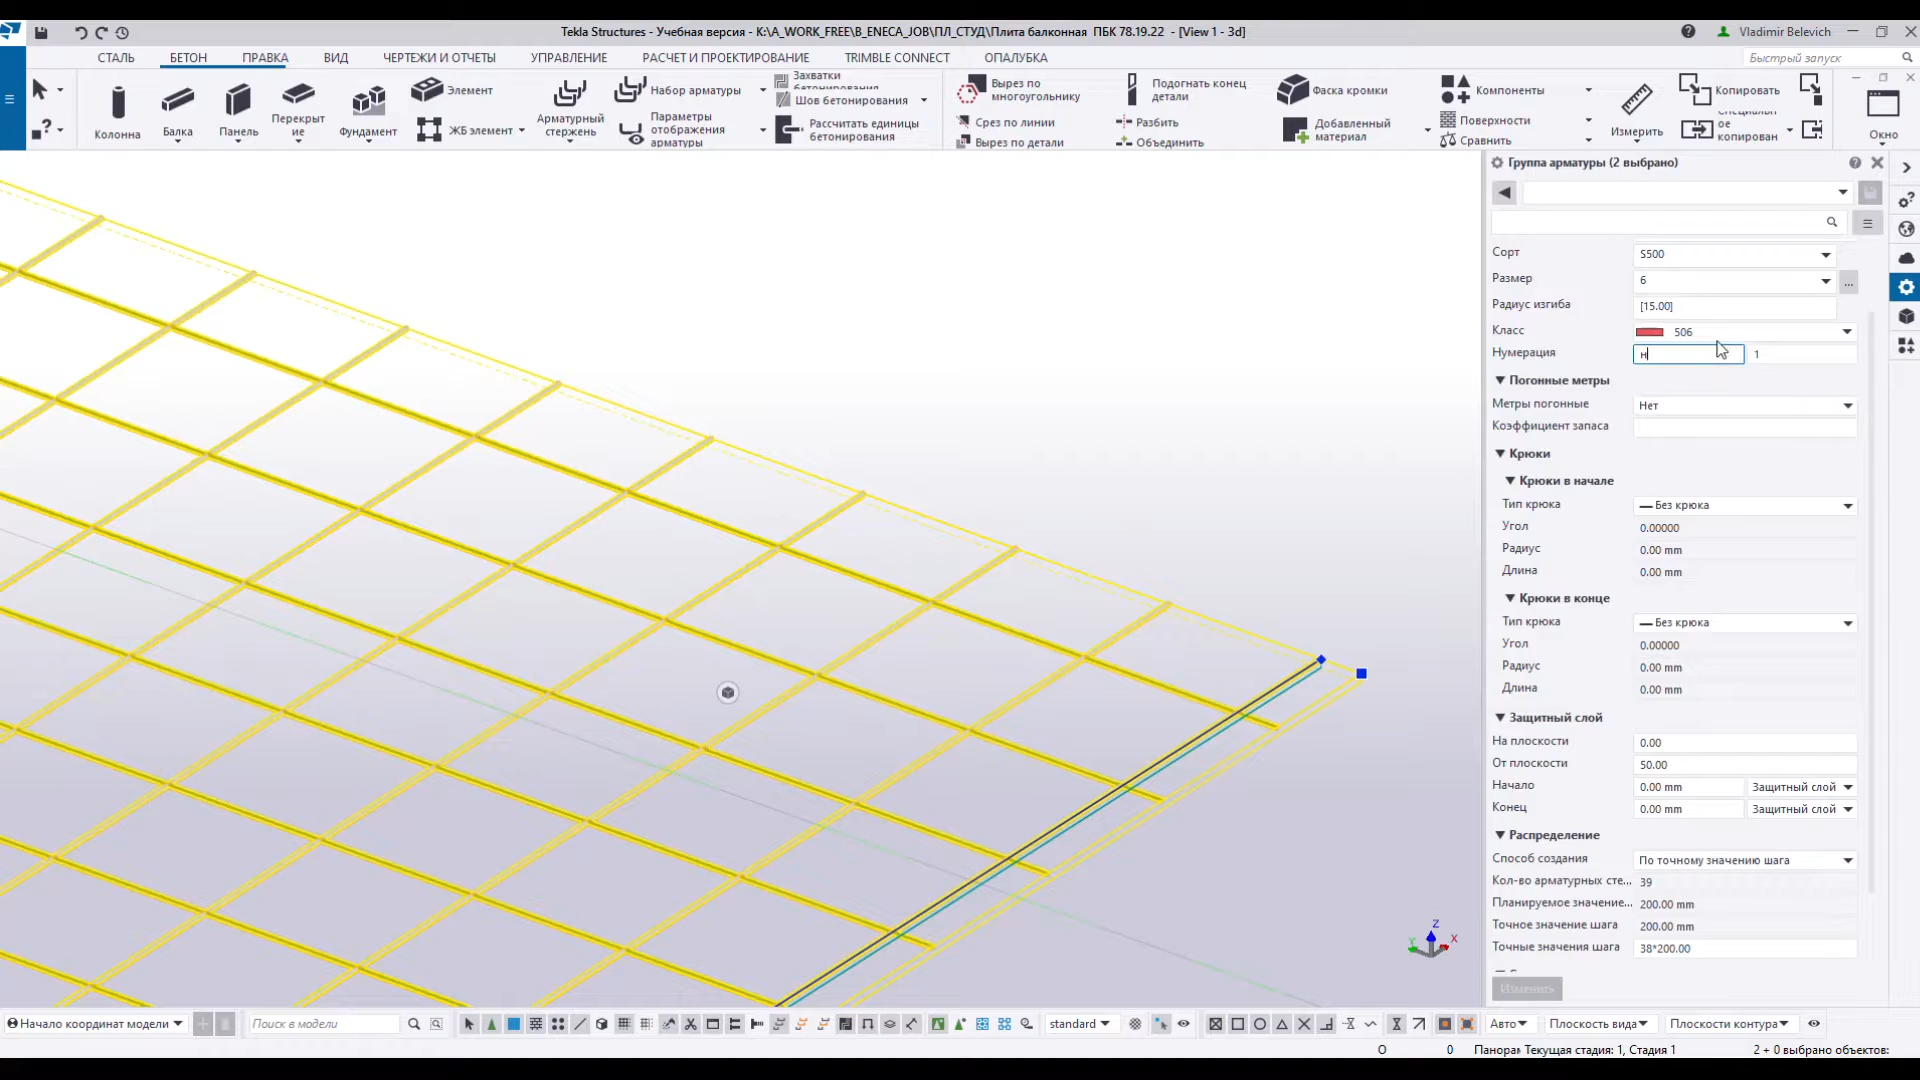 Tekla Structures - Учебная версия - K:\A_WORK_FREE\B_ENECA_JOB\ПЛ_СТУД\Плита балконная ПБК 78.19.22 - [View 1 - 3d]
Vladimir Belevich
СТАЛЬ БЕТОН ПРАВКА ВИД ЧЕРТЕЖИ И ОТЧЕТЫ УПРАВЛЕНИЕ РАСЧЕТ И ПРОЕКТИРОВАНИЕ TRIMBLE CONNECT ОПАЛУБКА
Быстрый запуск
Колонна
Балка
Панель
Перекрыт
ие
Фундамент
Элемент
ЖБ элемент
Арматурный
стержень
Набор арматуры
Параметры
отображения
арматуры
Захватки
бетонирования
Шов бетонирования
Рассчитать единицы
бетонирования
Вырез по
многоугольнику
Срез по линии
Вырез по детали
Подогнать конец
детали
Разбить
Объединить
Фаска кромки
Добавленный
материал
Компоненты
Поверхности
Сравнить
Измерить
Копировать
Специальн
ое
копирован
Окно
Группа арматуры (2 выбрано)
Сорт S500
Размер 6 ...
Радиус изгиба [15.00]
Класс 506
Нумерация н 1
Погонные метры
Метры погонные Нет
Коэффициент запаса
Крюки
Крюки в начале
Тип крюка Без крюка
Угол 0.00000
Радиус 0.00 mm
Длина 0.00 mm
Крюки в конце
Тип крюка Без крюка
Угол 0.00000
Радиус 0.00 mm
Длина 0.00 mm
Защитный слой
На плоскости 0.00
От плоскости 50.00
Начало 0.00 mm Защитный слой
Конец 0.00 mm Защитный слой
Распределение
Способ создания По точному значению шага
Кол-во арматурных сте... 39
Планируемое значение... 200.00 mm
Точное значение шага 200.00 mm
Точные значения шага 38*200.00
Изменить
Z
Y
X
Начало координат модели
Поиск в модели
standard
Авто
Плоскость вида
Плоскости контура
O 0 Панорам Текущая стадия: 1, Стадия 1 2 + 0 выбрано объектов: